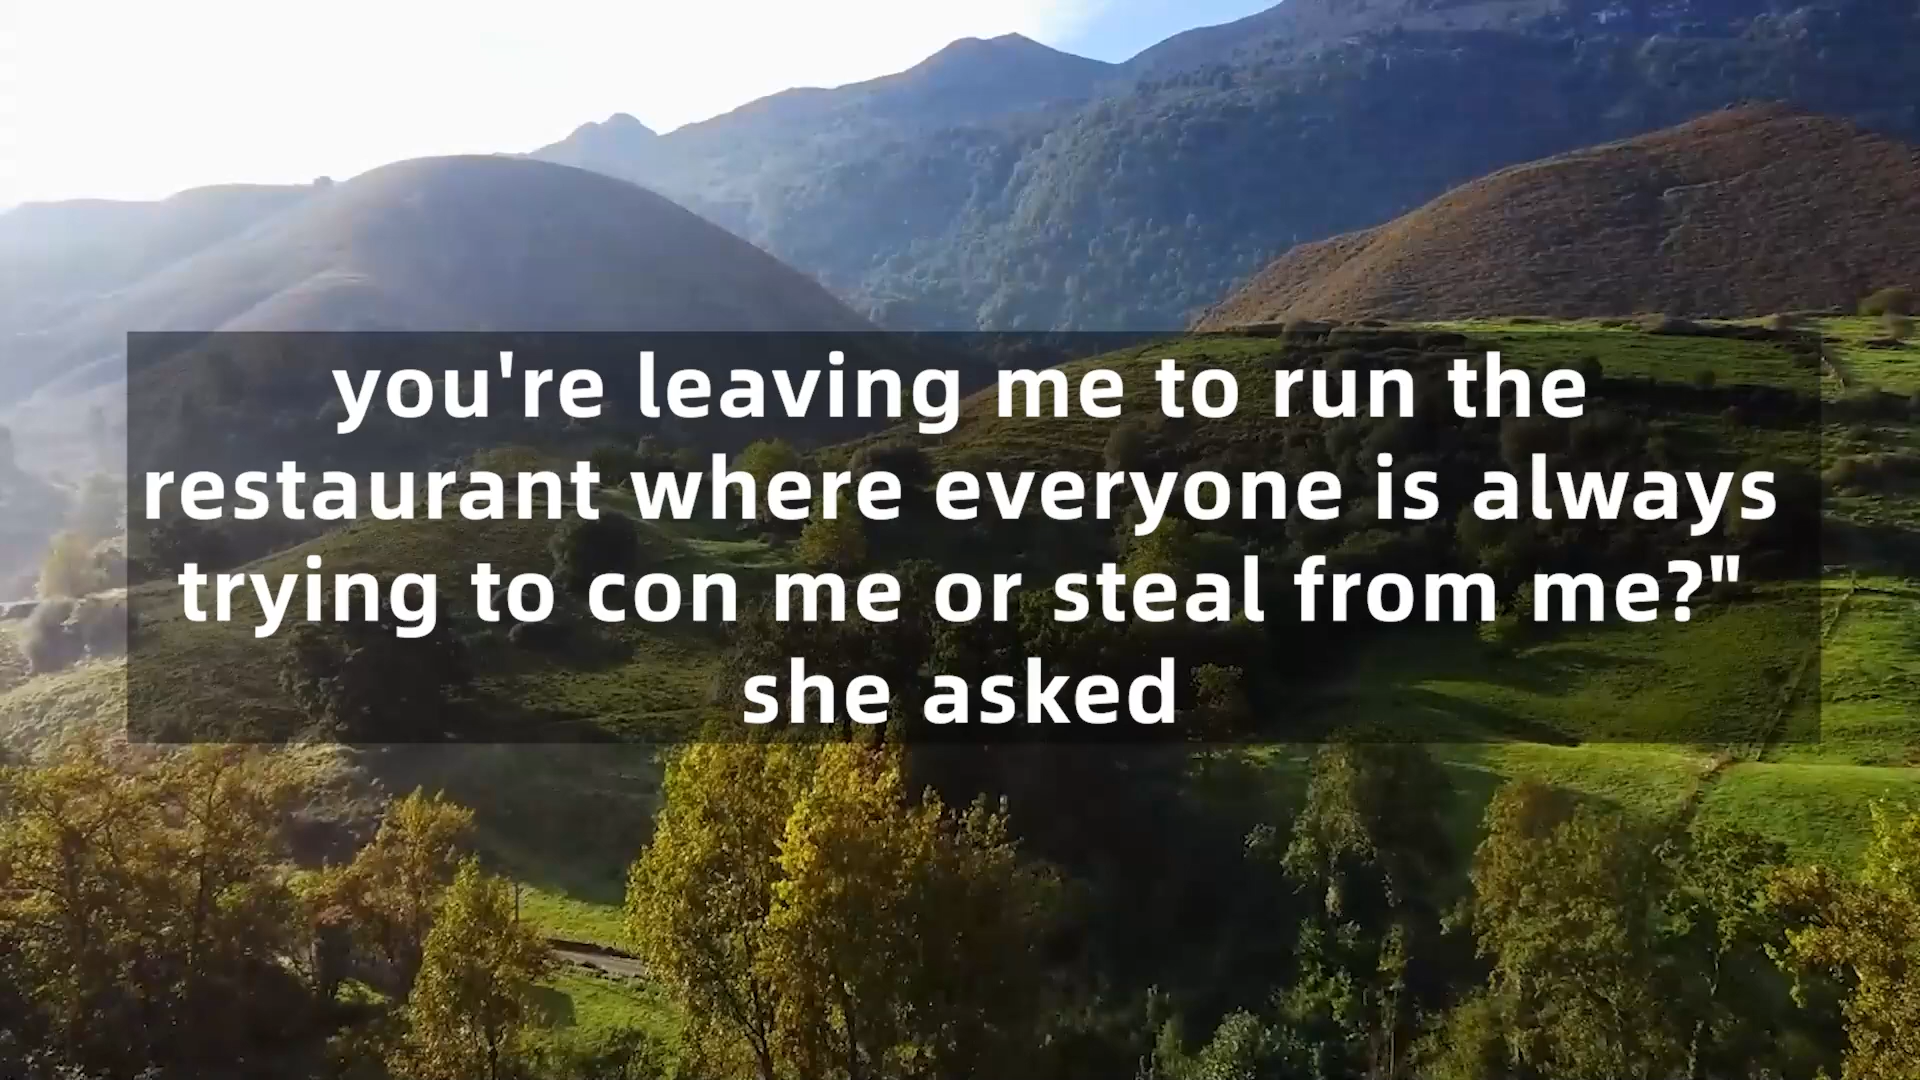 you're leaving me to run the
restaurant where everyone is always
trying to con me or steal from me?"
she asked